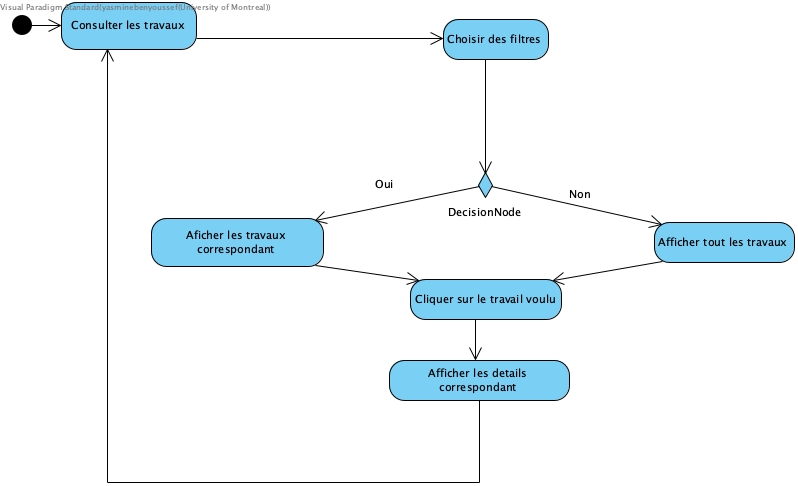 Visual Paradigm Standard(yasminebenyoussef(University of Montreal))
Consulter les travaux
Choisir des filtres
Oui
Non
DecisionNode
Aficher les travaux
correspondant
Afficher tout les travaux
Cliquer sur le travail voulu
Afficher les details
correspondant